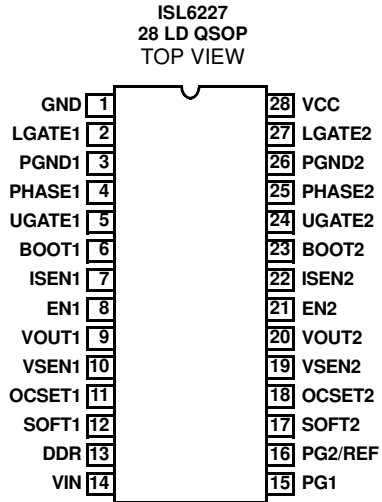 ISL6227
28 LD QSOP
TOP VIEW
GND 1 28 VCC
LGATE1 2 27 LGATE2
PGND1 3 26 PGND2
PHASE1 4 25 PHASE2
UGATE1 5 24 UGATE2
BOOT1 6 23 BOOT2
ISEN1 7 22 ISEN2
EN1 8 21 EN2
VOUT1 9 20 VOUT2
VSEN1 10 19 VSEN2
OCSET1 11 18 OCSET2
SOFT1 12 17 SOFT2
DDR 13 16 PG2/REF
VIN 14 15 PG1